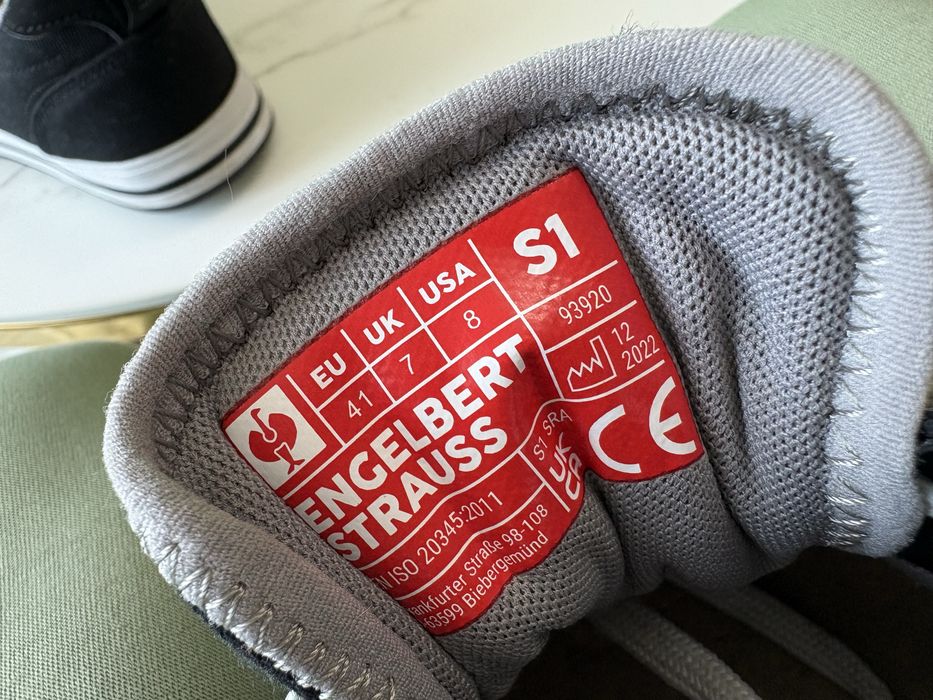 EU UK USA S1
41 7 8 93920
12
2022
ENGELBERT
STRAUSS
S1 SRA
UK
CA
CE
ISO 20345:2011
Straße 98-108
63599 Biebergemünd